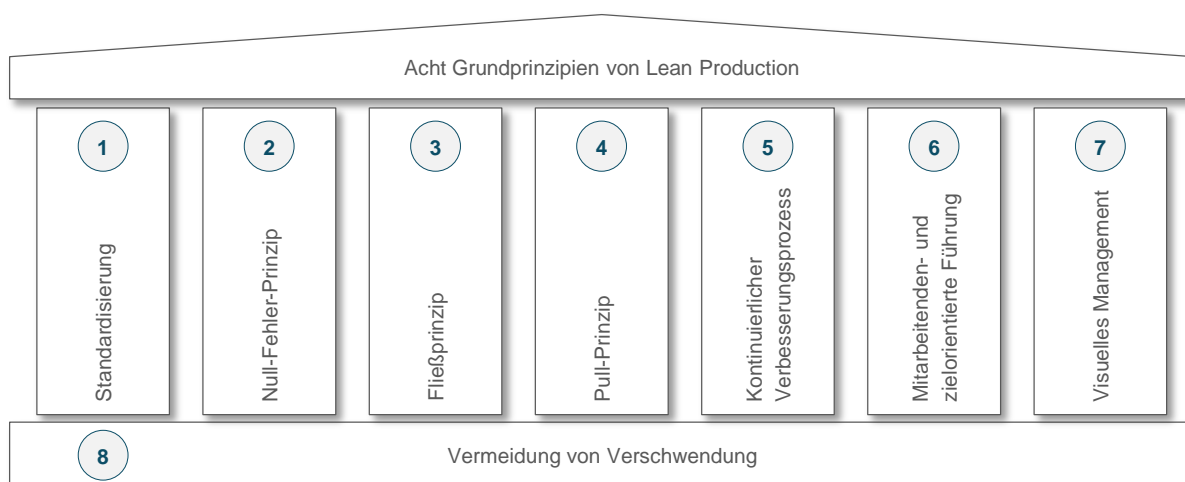 Acht Grundprinzipien von Lean Production
1
Standardisierung
2
Null-Fehler-Prinzip
3
Fließprinzip
4
Pull-Prinzip
5
Kontinuierlicher
Verbesserungsprozess
6
Mitarbeitenden- und
zielorientierte Führung
7
Visuelles Management
8
Vermeidung von Verschwendung